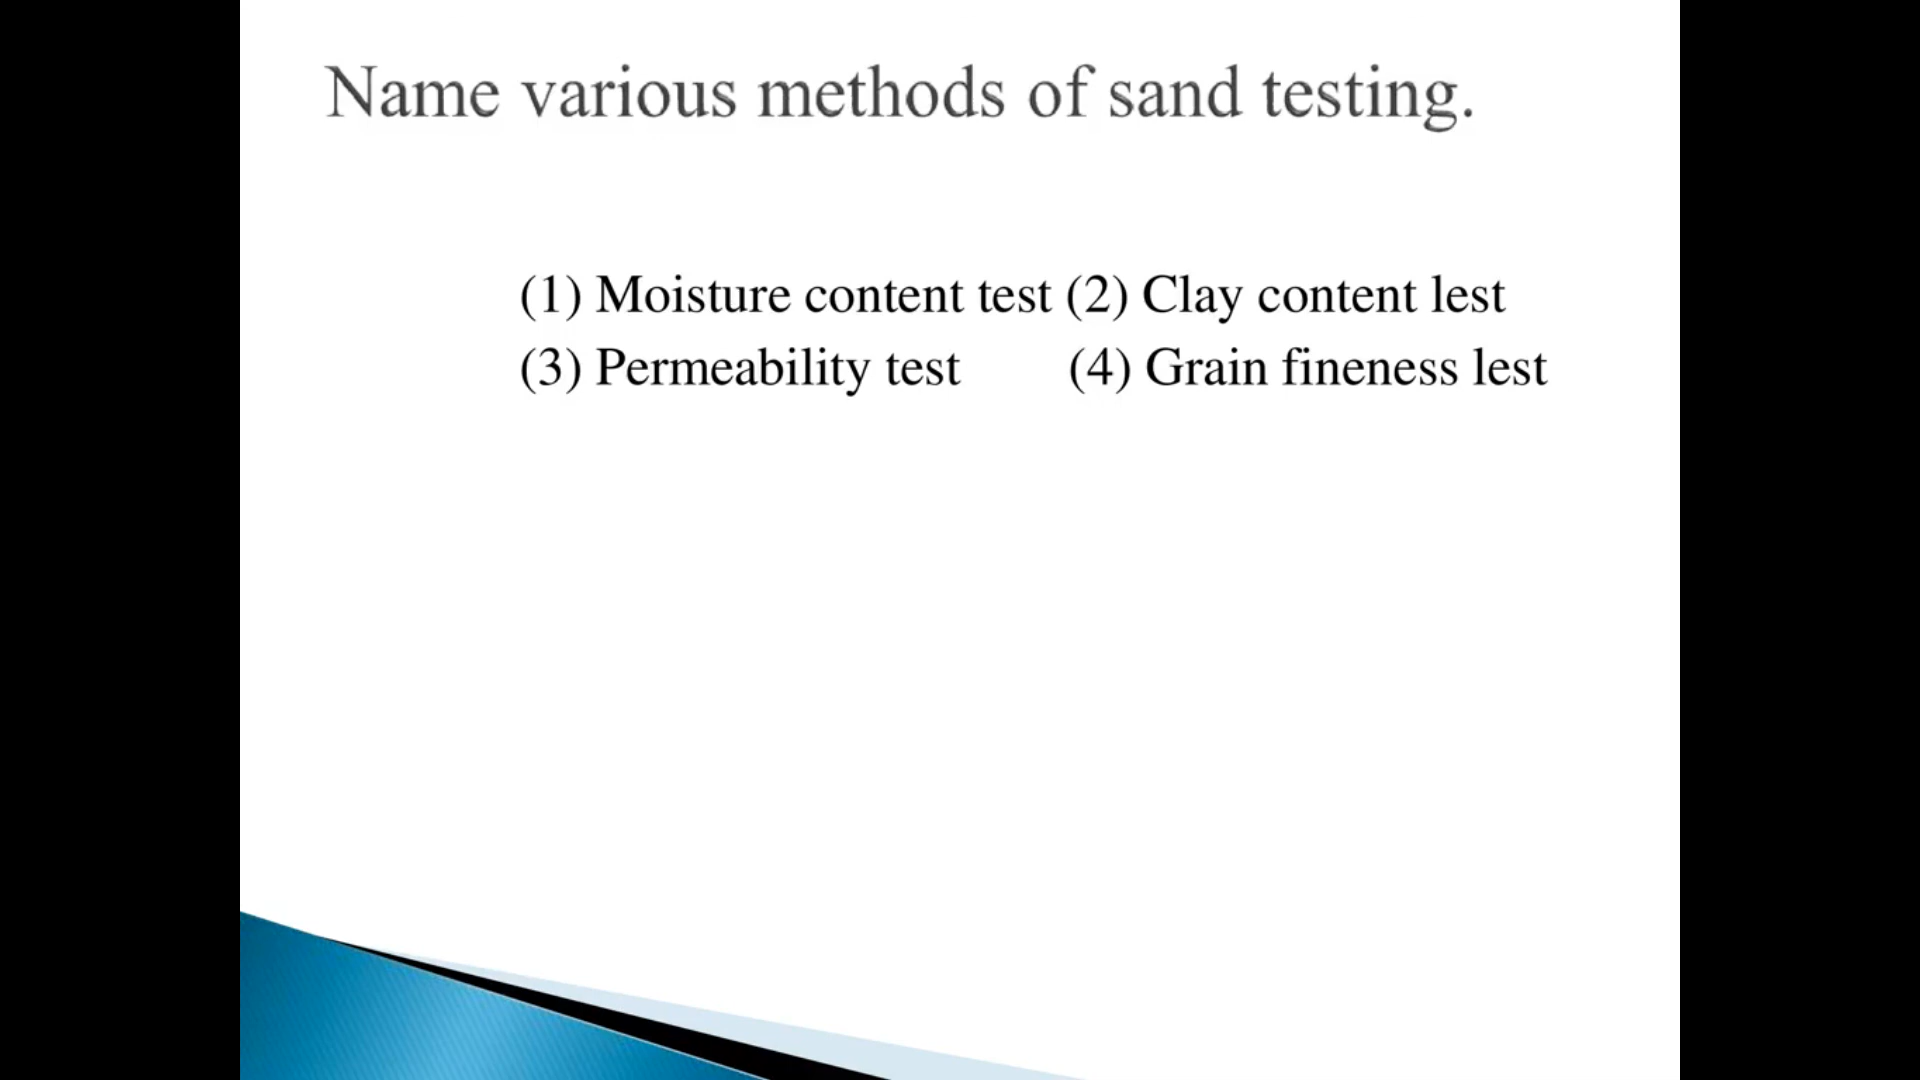 Name various methods of sand testing.
(1) Moisture content test (2) Clay content lest
(3) Permeability test (4) Grain fineness lest